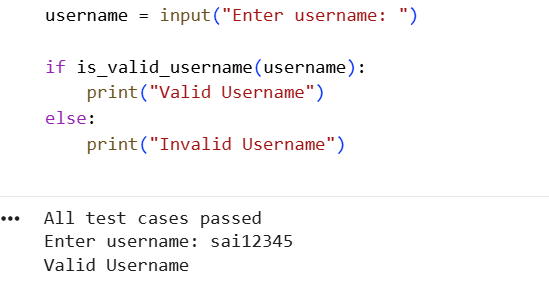 username = input("Enter username: ")
if is_valid_username(username):
    print("Valid Username")
else:
    print("Invalid Username")
••• All test cases passed
Enter username: sai12345
Valid Username